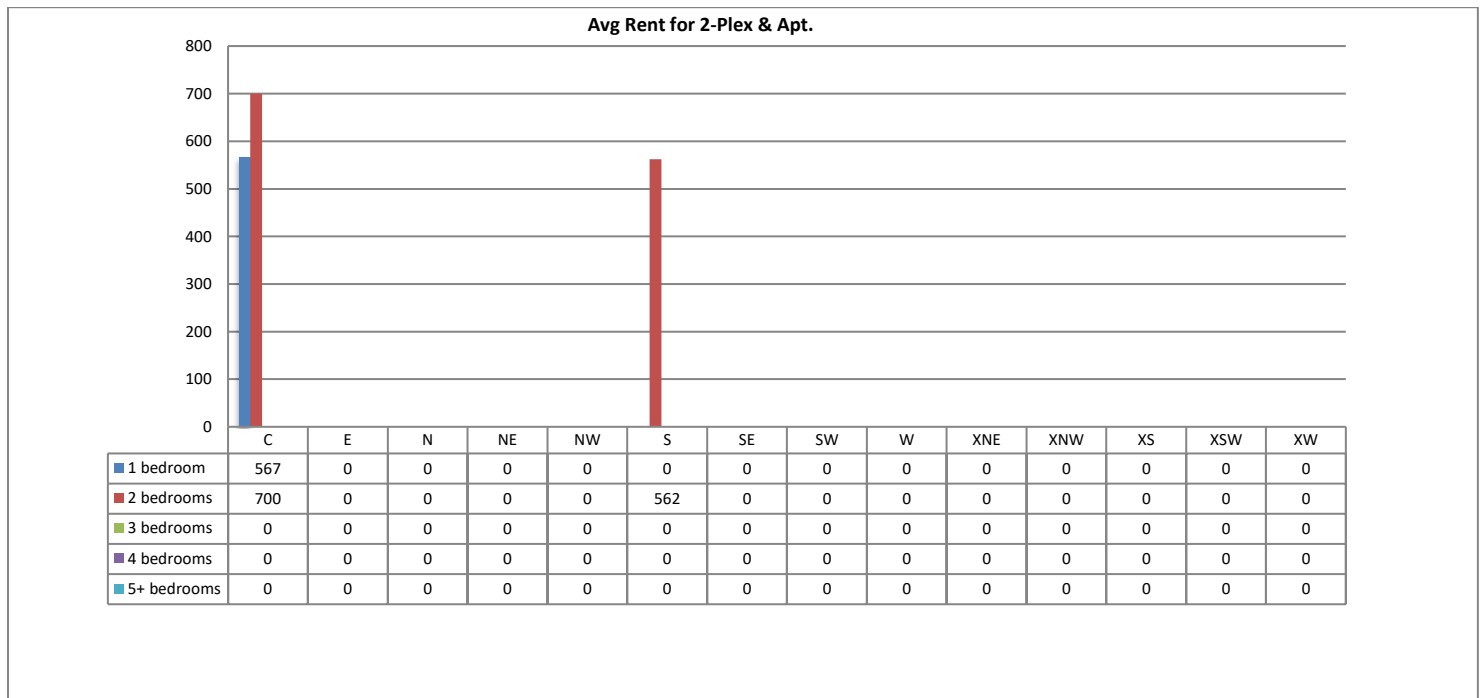 Avg Rent for 2-Plex & Apt.
800
700
600
500
400
300
200
100
0
C E N NE NW S SE SW W XNE XNW XS XSW XW
1 bedroom 567 0 0 0 0 0 0 0 0 0 0 0 0 0
2 bedrooms 700 0 0 0 0 562 0 0 0 0 0 0 0 0
3 bedrooms 0 0 0 0 0 0 0 0 0 0 0 0 0 0
4 bedrooms 0 0 0 0 0 0 0 0 0 0 0 0 0 0
5+ bedrooms 0 0 0 0 0 0 0 0 0 0 0 0 0 0